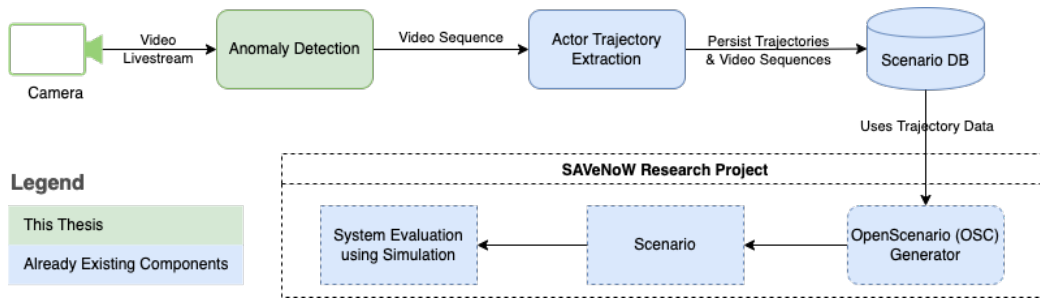 Camera
Video
Livestream
Anomaly Detection
Video Sequence
Actor Trajectory
Extraction
Persist Trajectories
& Video Sequences
Scenario DB
Uses Trajectory Data
SAVeNoW Research Project
OpenScenario (OSC)
Generator
Scenario
System Evaluation
using Simulation
Legend
This Thesis
Already Existing Components